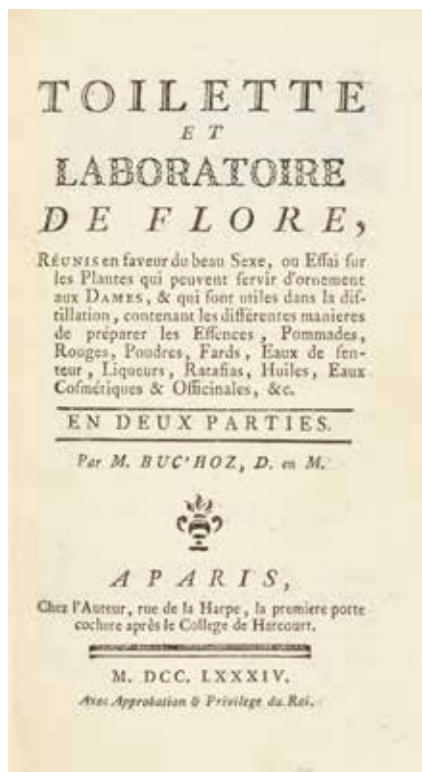 TOILETTE
ET
LABORATOIRE
DE FLORE,
RÉUNIS en faveur du beau Sexe, ou Eſſai ſur
les Plantes qui peuvent ſervir d'ornement
aux DAMES, & qui ſont utiles dans la diſ-
tillation, contenant les différentes manieres
de préparer les Eſſences, Pommades,
Rouges, Poudres, Fards, Eaux de ſen-
teur, Liqueurs, Ratafias, Huiles, Eaux
Coſmétiques & Officinales, &c.
EN DEUX PARTIES.
Par M. BUC'HOZ, D. en M.
A PARIS,
Chez l'Auteur, rue de la Harpe, la premiere porte
cochere après le College de Harcourt.
M. DCC. LXXXIV.
Avec Approbation & Privilege du Roi.